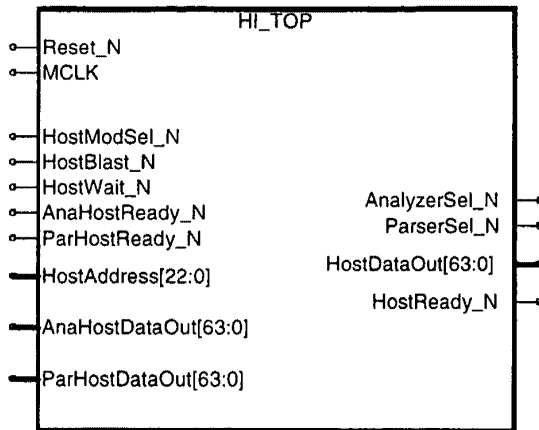 HI_TOP
Reset_N
MCLK
HostModSel_N
HostBlast_N
HostWait_N
AnaHostReady_N
ParHostReady_N
HostAddress[22:0]
AnaHostDataOut[63:0]
ParHostDataOut[63:0]
AnalyzerSel_N
ParserSel_N
HostDataOut[63:0]
HostReady_N